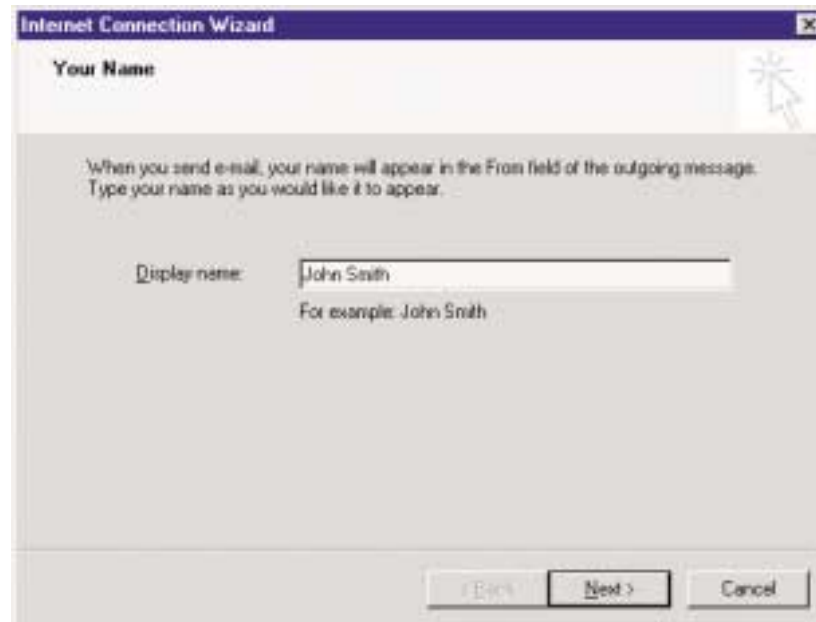 Internet Connection Wizard
Your Name
When you send e-mail, your name will appear in the From field of the outgoing message.
Type your name as you would like it to appear.
Display name: John Smith
For example: John Smith
< Back Next > Cancel